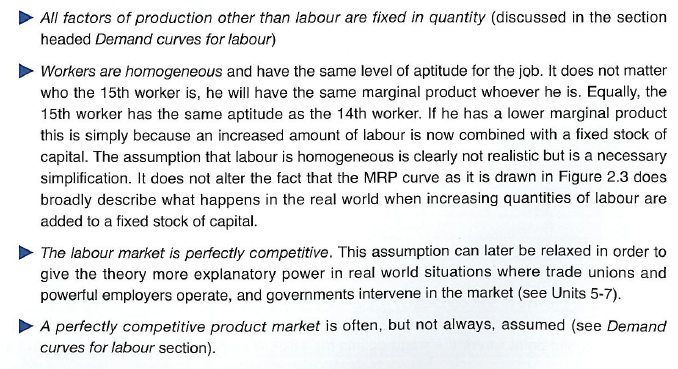 All factors of production other than labour are fixed in quantity (discussed in the section
headed Demand curves for labour)
Workers are homogeneous and have the same level of aptitude for the job. It does not matter
who the 15th worker is, he will have the same marginal product whoever he is. Equally, the
15th worker has the same aptitude as the 14th worker. If he has a lower marginal product
this is simply because an increased amount of labour is now combined with a fixed stock of
capital. The assumption that labour is homogeneous is clearly not realistic but is a necessary
simplification. It does not alter the fact that the MRP curve as it is drawn in Figure 2.3 does
broadly describe what happens in the real world when increasing quantities of labour are
added to a fixed stock of capital.
The labour market is perfectly competitive. This assumption can later be relaxed in order to
give the theory more explanatory power in real world situations where trade unions and
powerful employers operate, and governments intervene in the market (see Units 5-7).
A perfectly competitive product market is often, but not always, assumed (see Demand
curves for labour section).